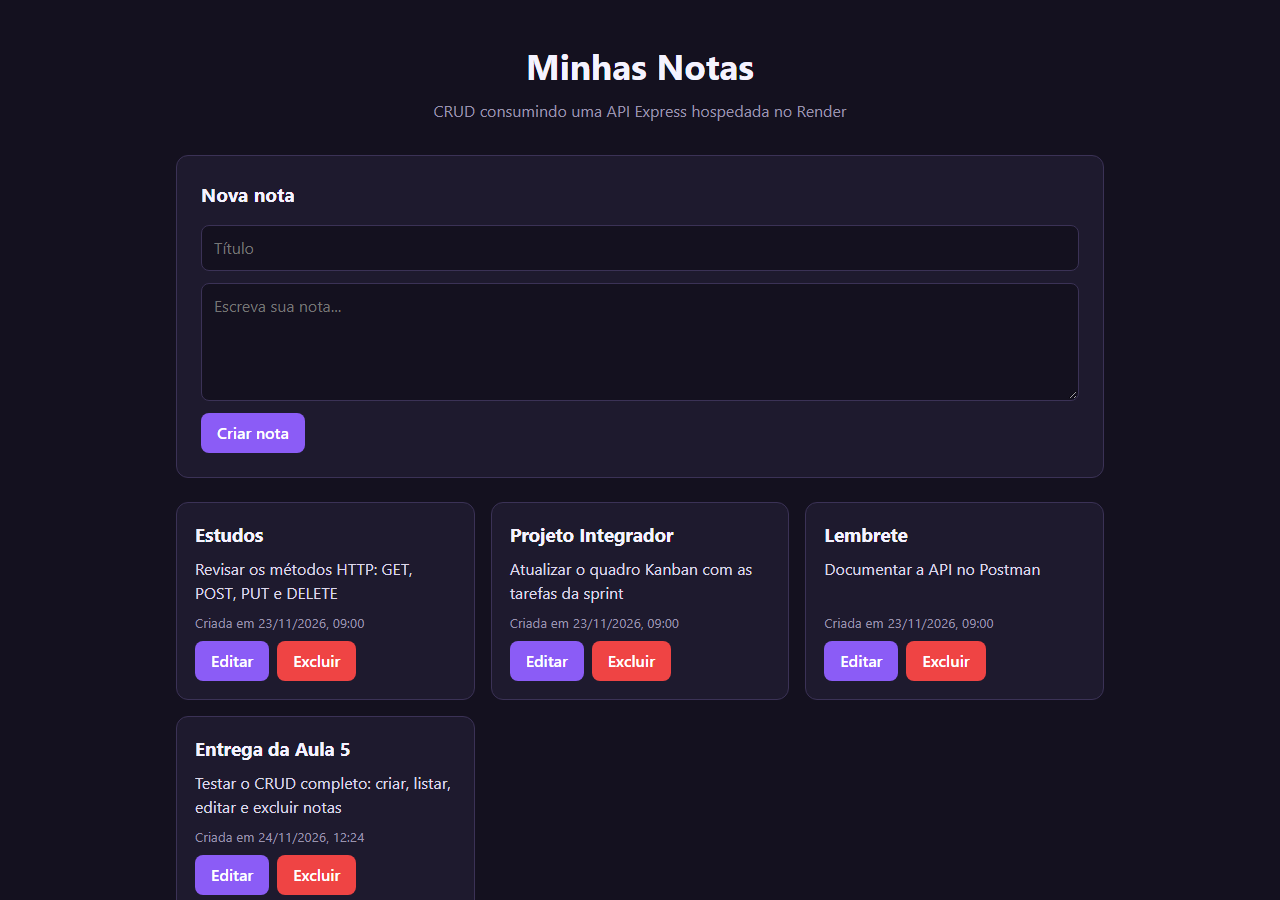 Minhas Notas
CRUD consumindo uma API Express hospedada no Render
Nova nota
Título
Escreva sua nota...
Criar nota
Estudos
Revisar os métodos HTTP: GET,
POST, PUT e DELETE
Criada em 23/11/2026, 09:00
Editar Excluir
Projeto Integrador
Atualizar o quadro Kanban com as
tarefas da sprint
Criada em 23/11/2026, 09:00
Editar Excluir
Lembrete
Documentar a API no Postman
Criada em 23/11/2026, 09:00
Editar Excluir
Entrega da Aula 5
Testar o CRUD completo: criar, listar,
editar e excluir notas
Criada em 24/11/2026, 12:24
Editar Excluir